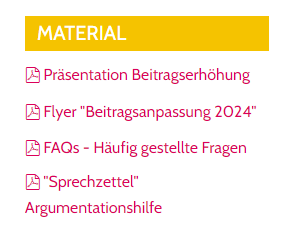 MATERIAL
Präsentation Beitragserhöhung
Flyer "Beitragsanpassung 2024"
FAQs - Häufig gestellte Fragen
"Sprechzettel"
Argumentationshilfe